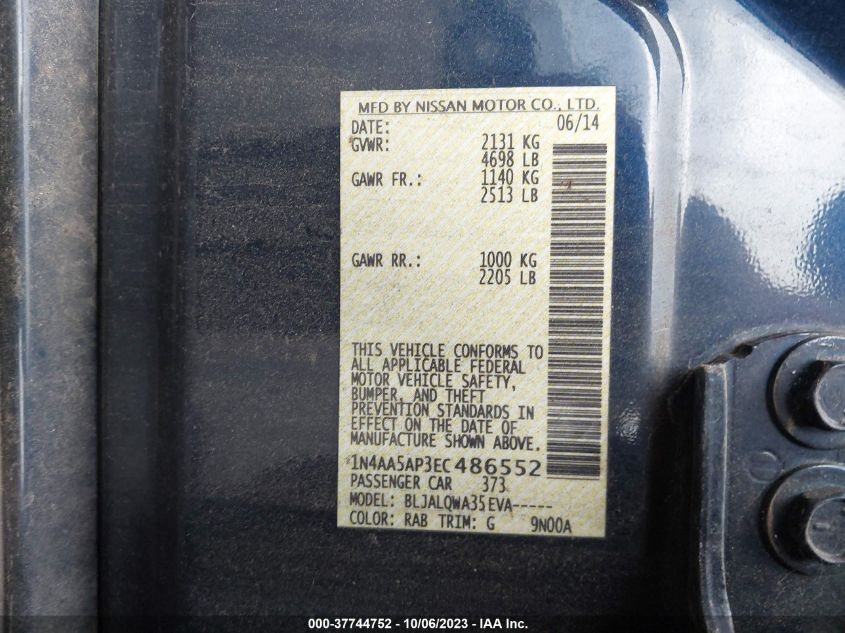 MFD BY NISSAN MOTOR CO., LTD.
DATE: 06/14
GVWR: 2131 KG
4698 LB
GAWR FR.: 1140 KG
2513 LB
GAWR RR.: 1000 KG
2205 LB
THIS VEHICLE CONFORMS TO
ALL APPLICABLE FEDERAL
MOTOR VEHICLE SAFETY,
BUMPER, AND THEFT
PREVENTION STANDARDS IN
EFFECT ON THE DATE OF
MANUFACTURE SHOWN ABOVE.
1N4AA5AP3EC486552
PASSENGER CAR 373
MODEL: BLJALQWA35EVA-----
COLOR: RAB TRIM: G 9N00A
000-37744752 - 10/06/2023 - IAA Inc.